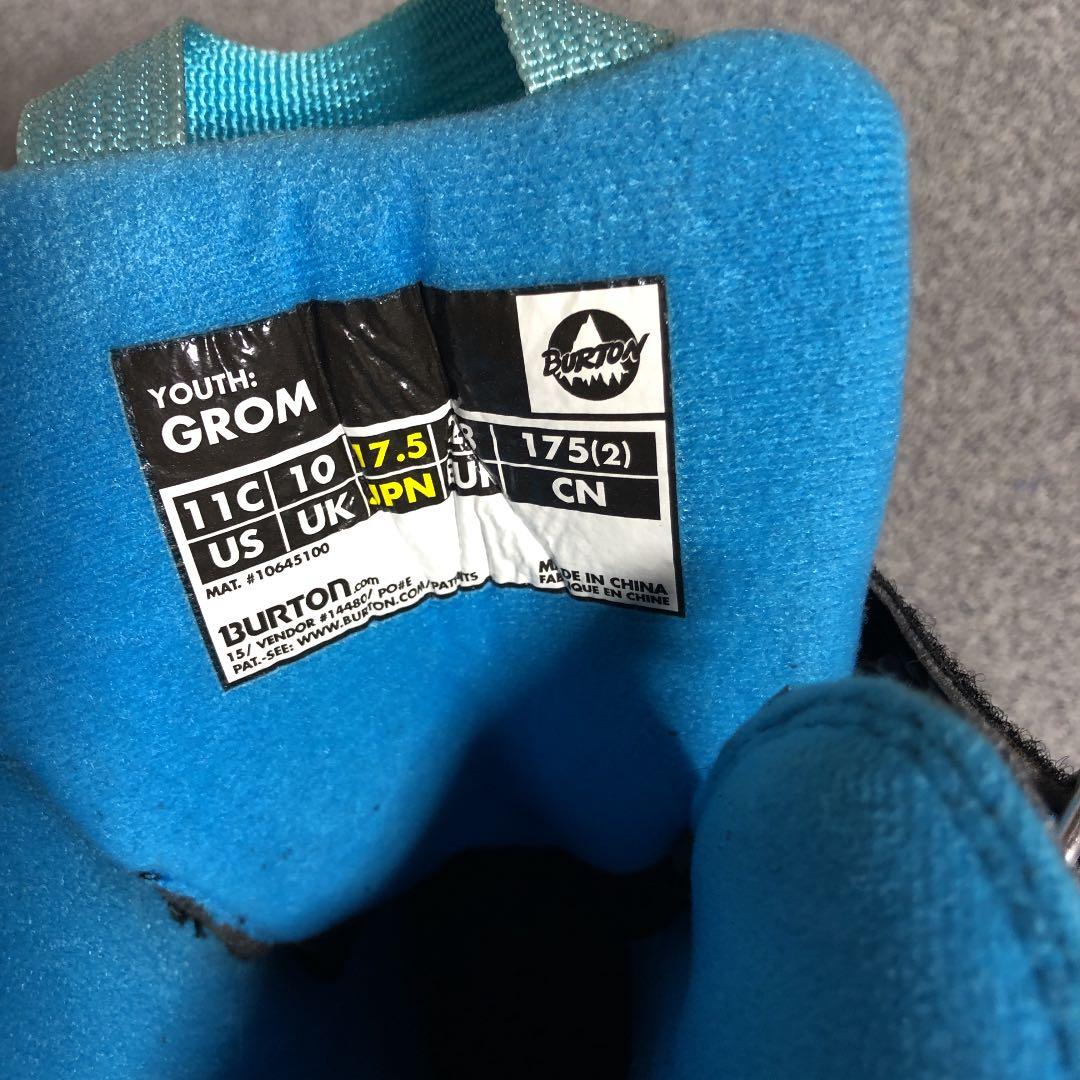 YOUTH:
GROM
BURTON
11C 10 17.5 175(2)
US UK JPN EUR CN
MAT. #10645100
BURTON.com
15/ VENDOR #14480/ PO#E
PAT.-SEE: WWW.BURTON.COM/PATENTS
MADE IN CHINA
FABRIQUE EN CHINE